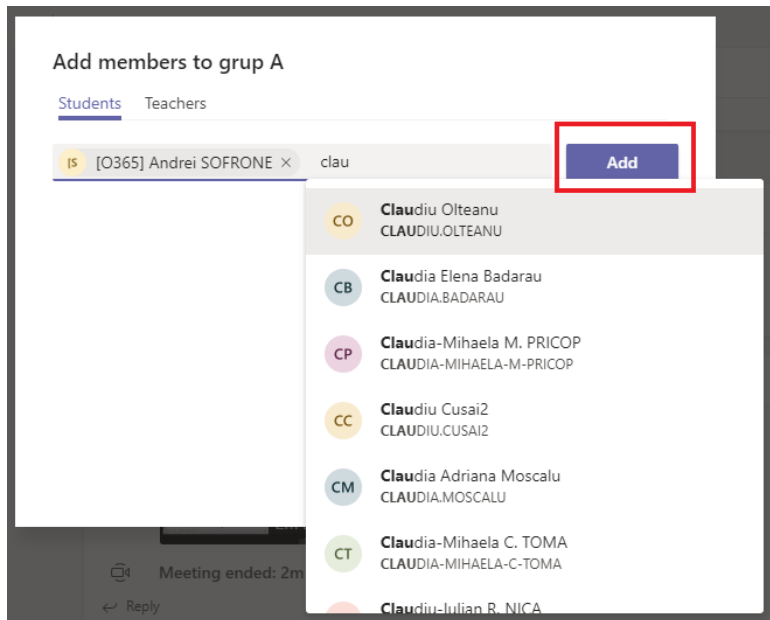 Add members to grup A
Students Teachers
[S [O365] Andrei SOFRONE × clau Add
CO Claudiu Olteanu
CLAUDIU.OLTEANU
CB Claudia Elena Badarau
CLAUDIA.BADARAU
CP Claudia-Mihaela M. PRICOP
CLAUDIA-MIHAELA-M-PRICOP
CC Claudiu Cusai2
CLAUDIU.CUSAI2
CM Claudia Adriana Moscalu
CLAUDIA.MOSCALU
CT Claudia-Mihaela C. TOMA
CLAUDIA-MIHAELA-C-TOMA
Claudiu-Iulian R. NICA
Meeting ended: 2m
Reply